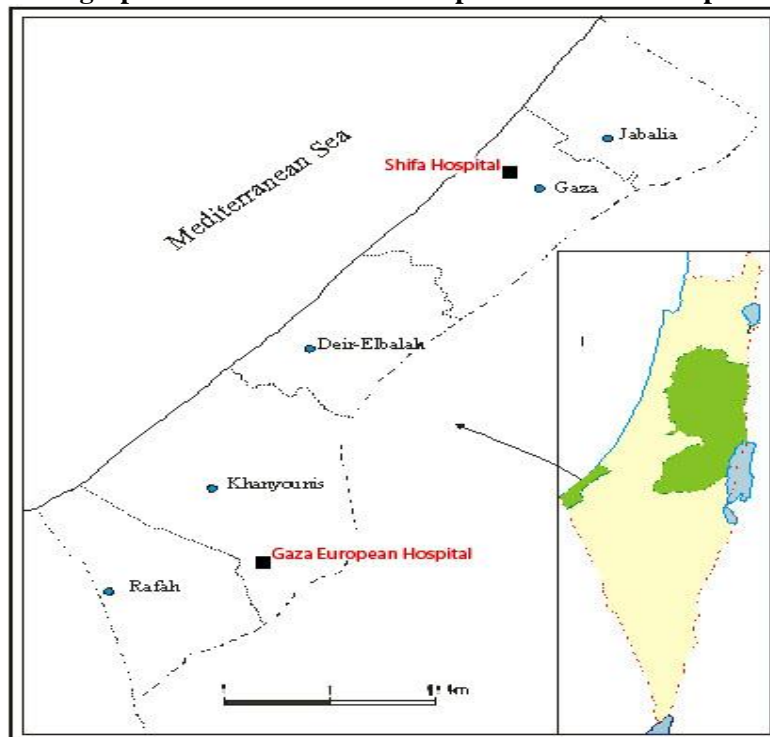 Mediterranean Sea
Jabalia
Shifa Hospital
Gaza
Deir-Elbalah
Khanyounis
Gaza European Hospital
Rafah